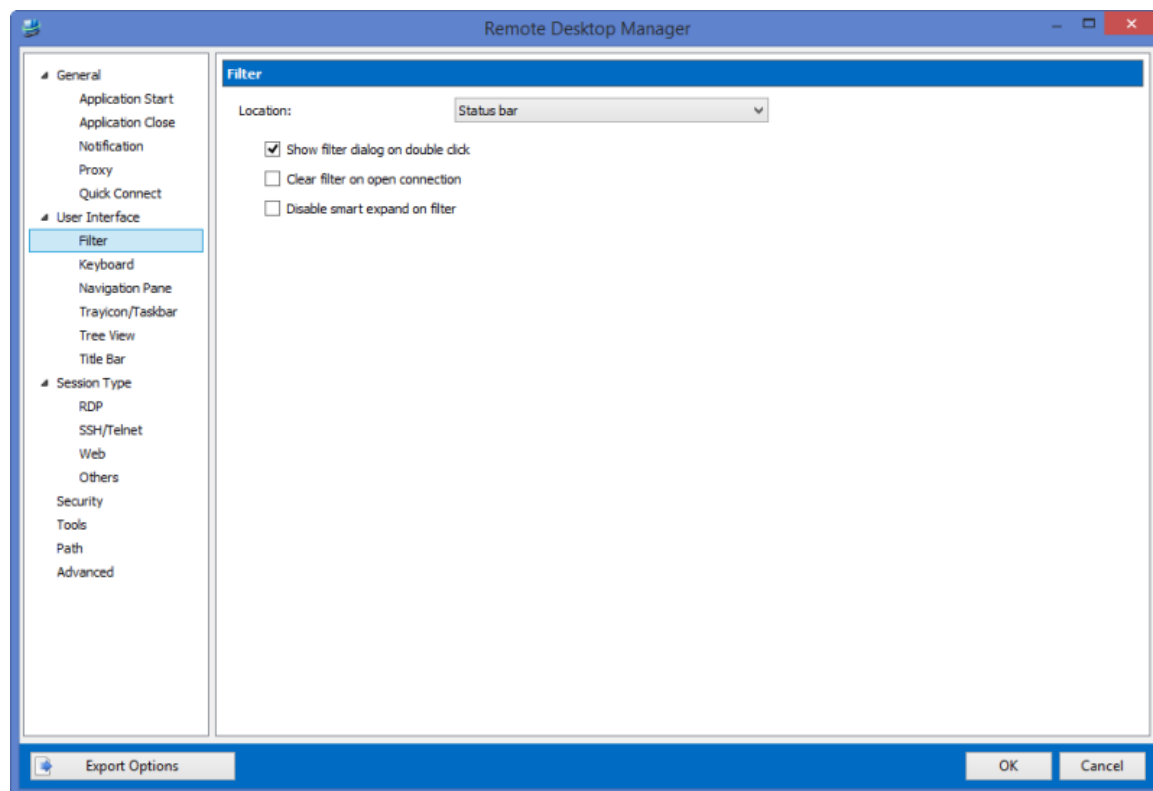 Remote Desktop Manager
General
Application Start
Application Close
Notification
Proxy
Quick Connect
User Interface
Filter
Keyboard
Navigation Pane
Trayicon/Taskbar
Tree View
Title Bar
Session Type
RDP
SSH/Telnet
Web
Others
Security
Tools
Path
Advanced
Filter
Location: Status bar
Show filter dialog on double click
Clear filter on open connection
Disable smart expand on filter
Export Options
OK
Cancel